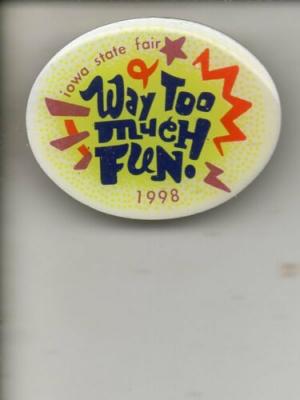 iowa state fair
WAY TOO
mucH
FUN.
1998